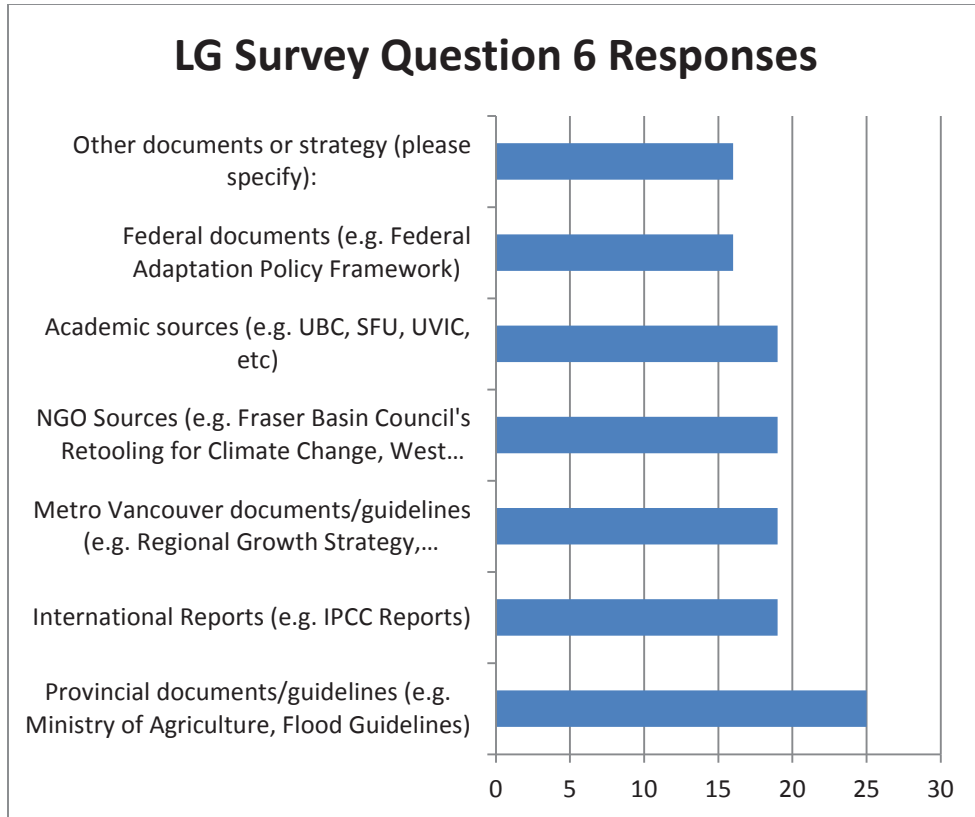 LG Survey Question 6 Responses
Other documents or strategy (please
specify):
Federal documents (e.g. Federal
Adaptation Policy Framework)
Academic sources (e.g. UBC, SFU, UVIC,
etc)
NGO Sources (e.g. Fraser Basin Council's
Retooling for Climate Change, West…
Metro Vancouver documents/guidelines
(e.g. Regional Growth Strategy,…
International Reports (e.g. IPCC Reports)
Provincial documents/guidelines (e.g.
Ministry of Agriculture, Flood Guidelines)
0 5 10 15 20 25 30